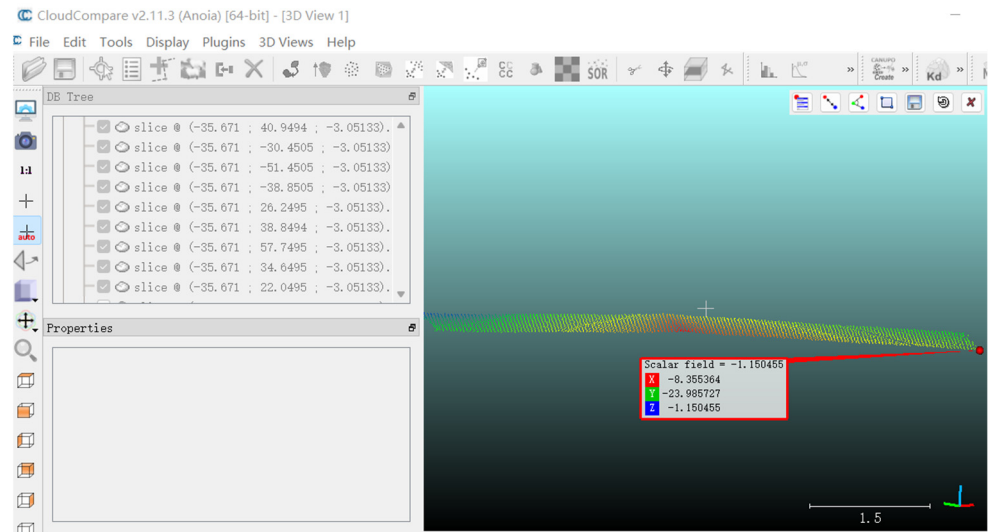 CloudCompare v2.11.3 (Anoia) [64-bit] - [3D View 1]
File Edit Tools Display Plugins 3D Views Help
CC
CC
SOR
CANUPO
Create
Kd
»
»
»
DB Tree
slice @ (-35.671 ; 40.9494 ; -3.05133).
slice @ (-35.671 ; -30.4505 ; -3.05133)
slice @ (-35.671 ; -51.4505 ; -3.05133)
slice @ (-35.671 ; -38.8505 ; -3.05133)
slice @ (-35.671 ; 26.2495 ; -3.05133).
slice @ (-35.671 ; 38.8494 ; -3.05133).
slice @ (-35.671 ; 57.7495 ; -3.05133).
slice @ (-35.671 ; 34.6495 ; -3.05133).
slice @ (-35.671 ; 22.0495 ; -3.05133).
1:1
auto
Properties
Scalar field = -1.150455
X -8.355364
Y -23.985727
Z -1.150455
1.5